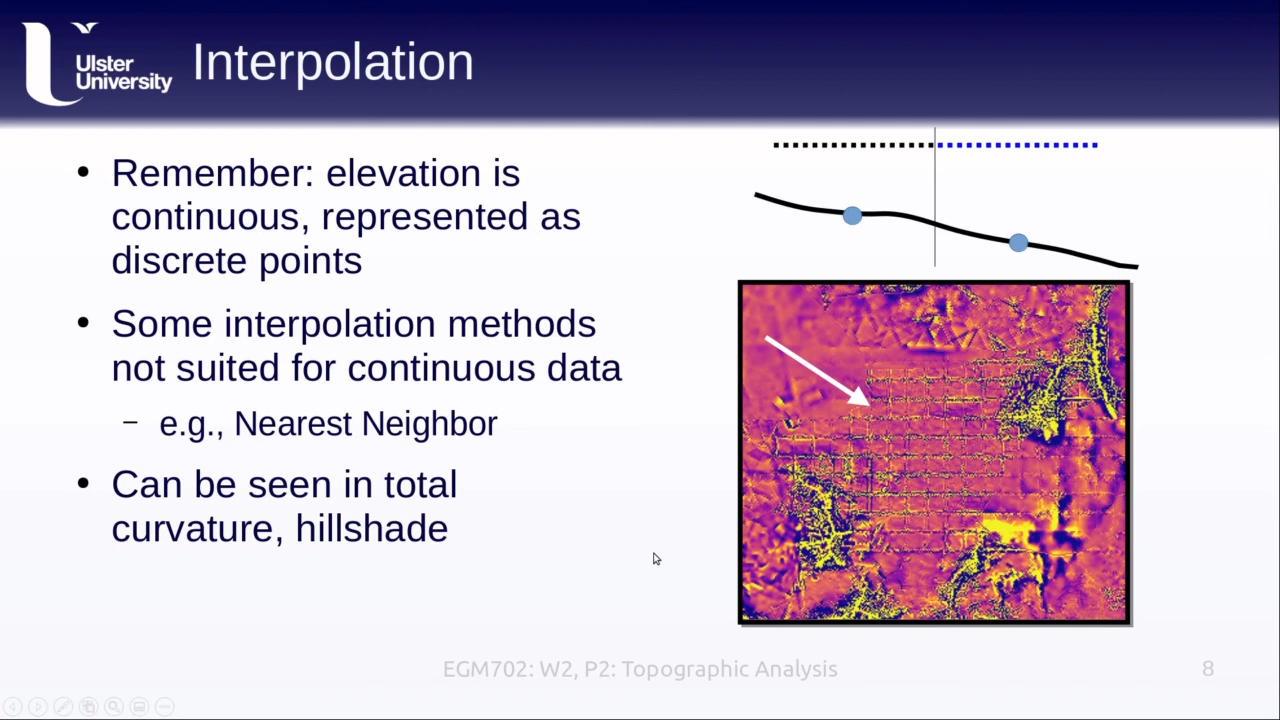 Ulster
University
Interpolation
• Remember: elevation is
continuous, represented as
discrete points
• Some interpolation methods
not suited for continuous data
– e.g., Nearest Neighbor
• Can be seen in total
curvature, hillshade
EGM702: W2, P2: Topographic Analysis
8